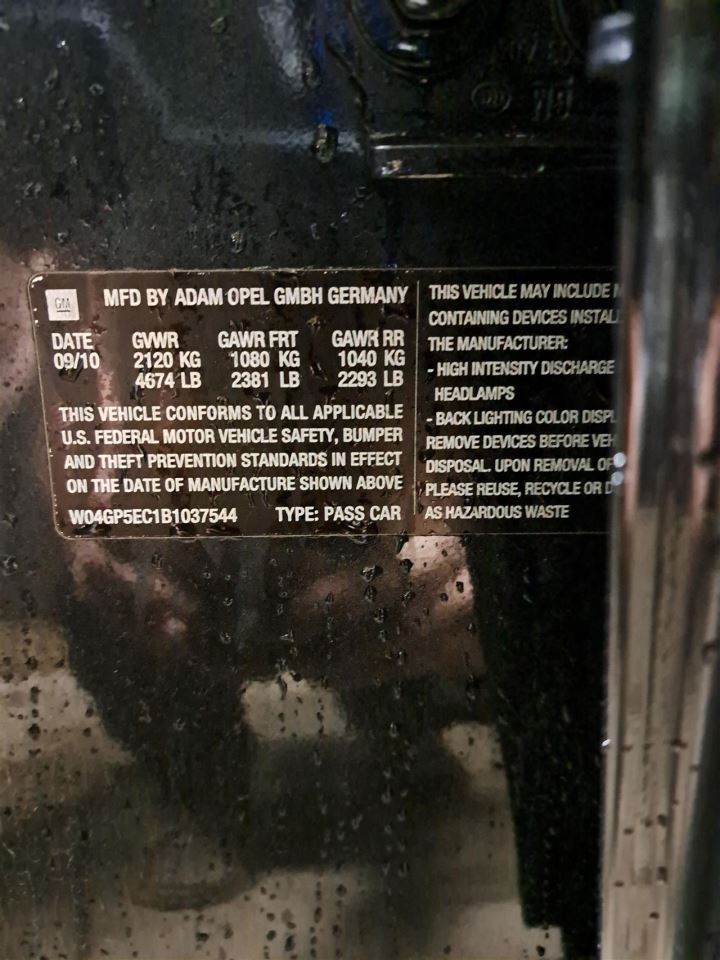 GM
MFD BY ADAM OPEL GMBH GERMANY
DATE GVWR GAWR FRT GAWR RR
09/10 2120 KG 1080 KG 1040 KG
4674 LB 2381 LB 2293 LB
THIS VEHICLE CONFORMS TO ALL APPLICABLE
U.S. FEDERAL MOTOR VEHICLE SAFETY, BUMPER
AND THEFT PREVENTION STANDARDS IN EFFECT
ON THE DATE OF MANUFACTURE SHOWN ABOVE
W04GP5EC1B1037544 TYPE: PASS CAR
THIS VEHICLE MAY INCLUDE
CONTAINING DEVICES
THE MANUFACTURER:
- HIGH INTENSITY DISCHARGE
HEADLAMPS
- BACK LIGHTING COLOR
REMOVE DEVICES BEFORE
DISPOSAL. UPON REMOVAL OF
PLEASE REUSE, RECYCLE OR
AS HAZARDOUS WASTE